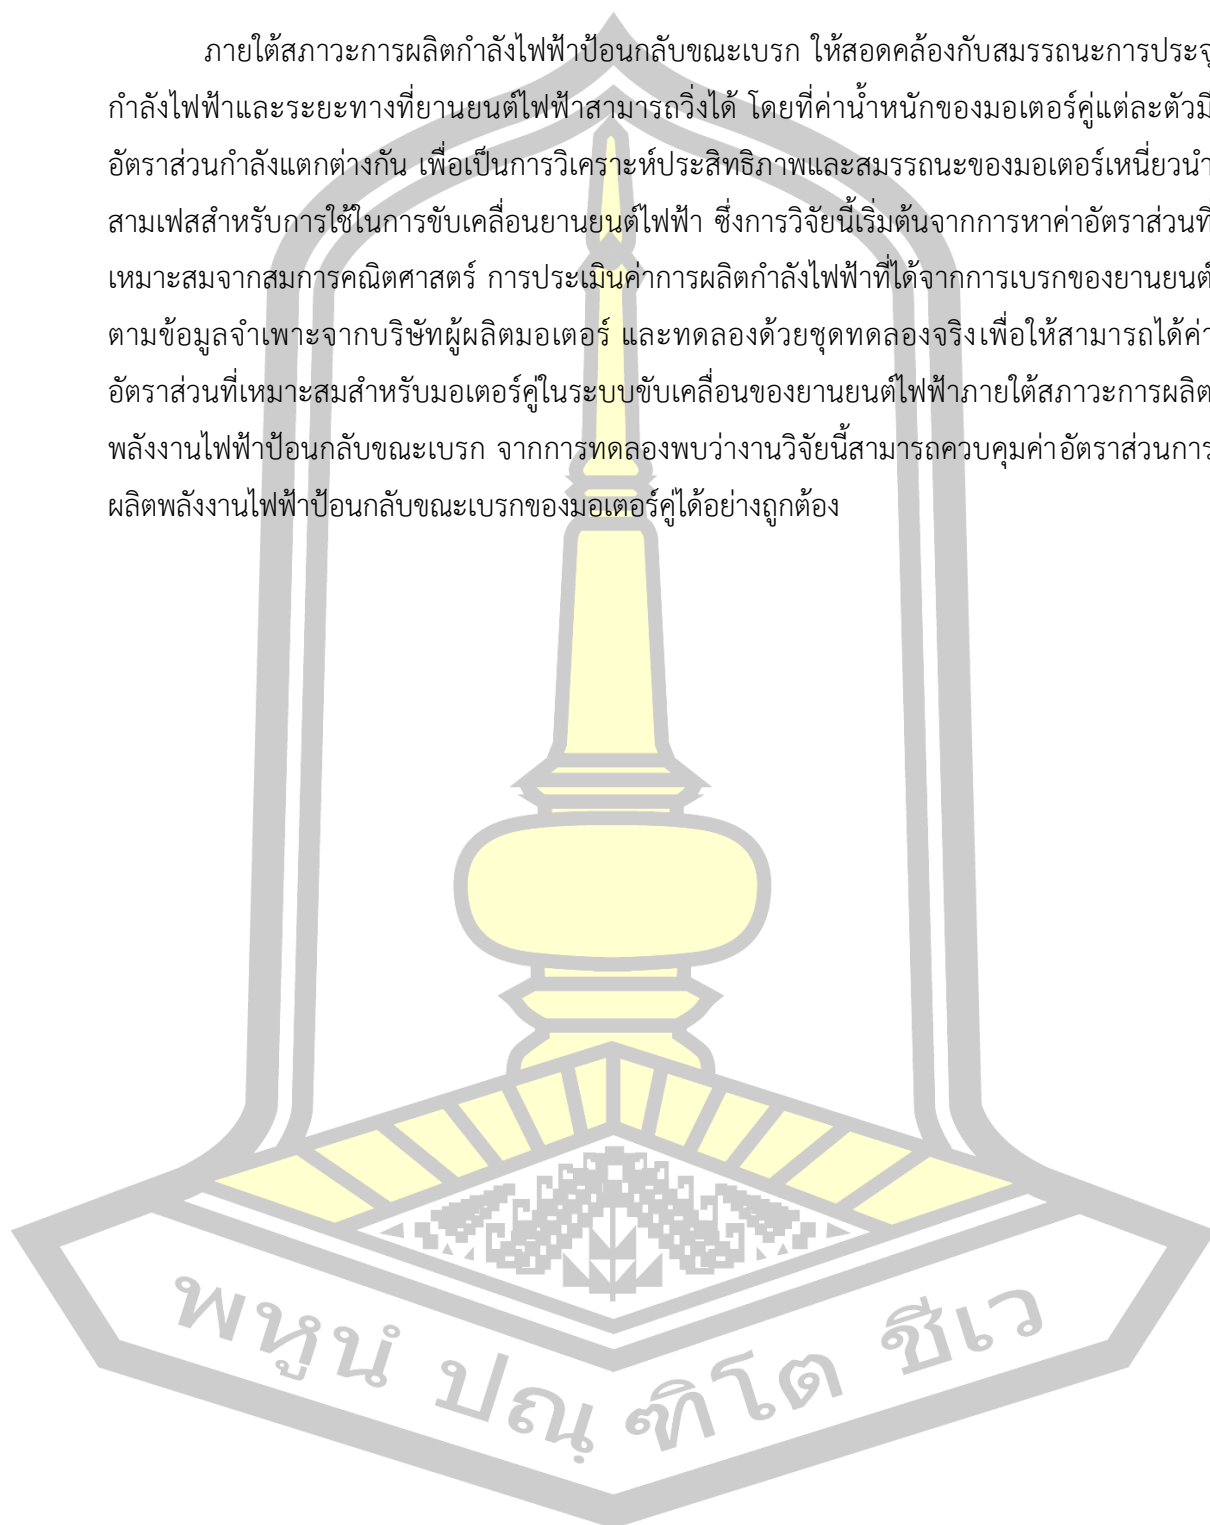 ภายใต้สภาวะการผลิตกำลังไฟฟ้าป้อนกลับขณะเบรก ให้สอดคล้องกับสมรรถนะการประจุ
กำลังไฟฟ้าและระยะทางที่ยานยนต์ไฟฟ้าสามารถวิ่งได้ โดยที่ค่าน้ำหนักของมอเตอร์คู่แต่ละตัวมี
อัตราส่วนกำลังแตกต่างกัน เพื่อเป็นการวิเคราะห์ประสิทธิภาพและสมรรถนะของมอเตอร์เหนี่ยวนำ
สามเฟสสำหรับการใช้ในการขับเคลื่อนยานยนต์ไฟฟ้า ซึ่งการวิจัยนี้เริ่มต้นจากการหาค่าอัตราส่วนที่
เหมาะสมจากสมการคณิตศาสตร์ การประเมินค่าการผลิตกำลังไฟฟ้าที่ได้จากการเบรกของยานยนต์
ตามข้อมูลจำเพาะจากบริษัทผู้ผลิตมอเตอร์ และทดลองด้วยชุดทดลองจริงเพื่อให้สามารถได้ค่า
อัตราส่วนที่เหมาะสมสำหรับมอเตอร์คู่ในระบบขับเคลื่อนของยานยนต์ไฟฟ้าภายใต้สภาวะการผลิต
พลังงานไฟฟ้าป้อนกลับขณะเบรก จากการทดลองพบว่างานวิจัยนี้สามารถควบคุมค่าอัตราส่วนการ
ผลิตพลังงานไฟฟ้าป้อนกลับขณะเบรกของมอเตอร์คู่ได้อย่างถูกต้อง
พหูนํ ปณฺ ฑิโต ชีเว